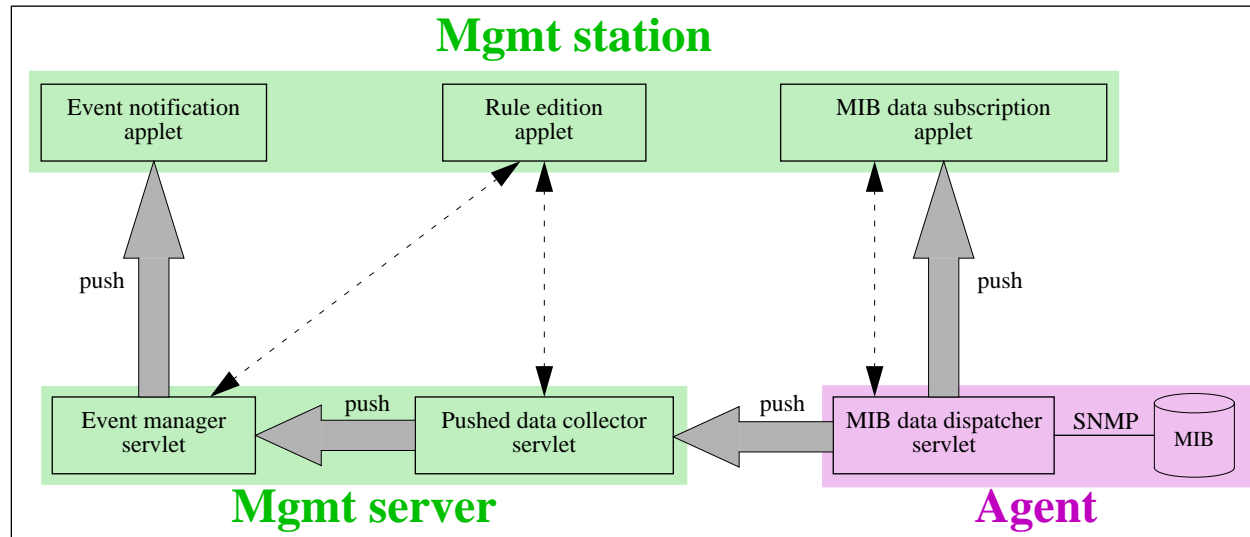 Mgmt station
Event notification
applet
Rule edition
applet
MIB data subscription
applet
push
push
push
push
Event manager
servlet
Pushed data collector
servlet
MIB data dispatcher
servlet
SNMP
MIB
Mgmt server
Agent